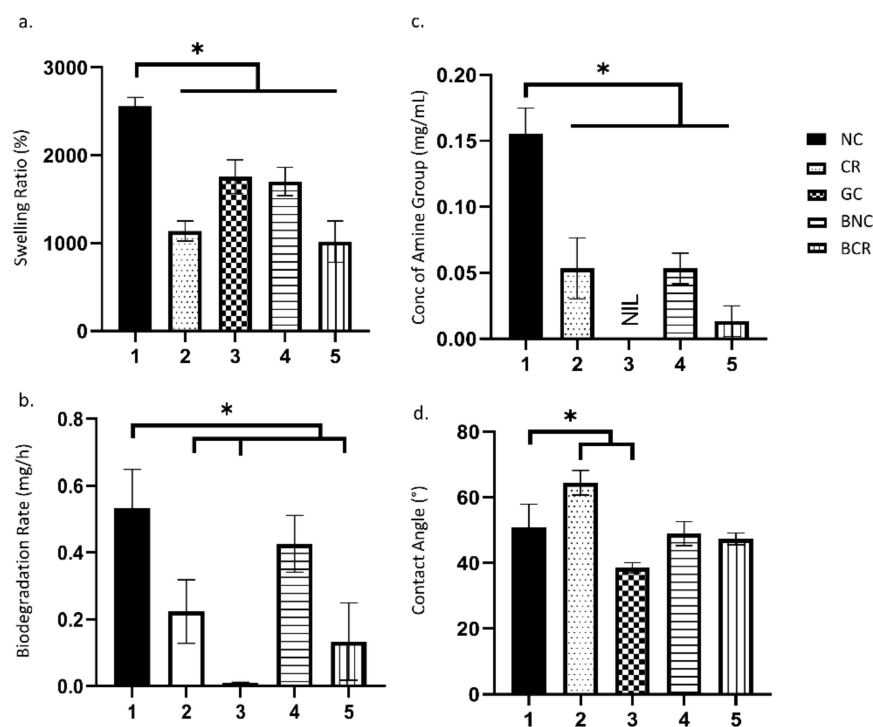 a.
*
Swelling Ratio (%)
3000
2000
1000
0
1 2 3 4 5
c.
*
Conc of Amine Group (mg/mL)
0.20
0.15
0.10
0.05
0.00
NIL
1 2 3 4 5
NC
CR
GC
BNC
BCR
b.
*
Biodegradation Rate (mg/h)
0.8
0.6
0.4
0.2
0.0
1 2 3 4 5
d.
*
Contact Angle (°)
80
60
40
20
0
1 2 3 4 5